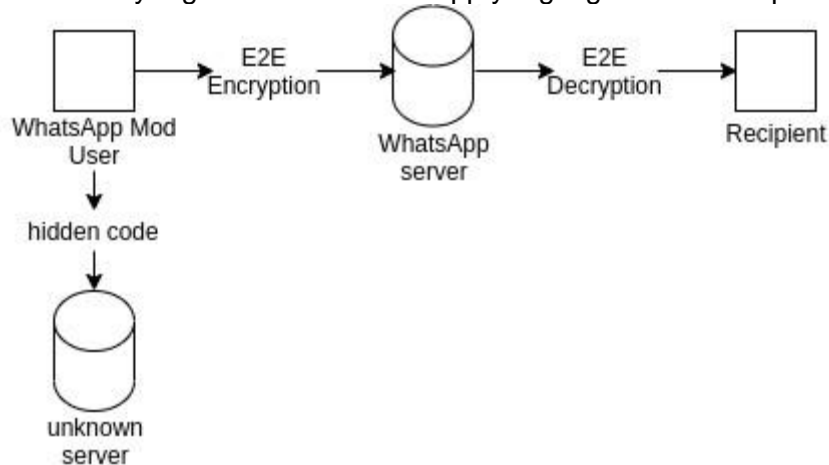 E2E
Encryption
E2E
Decryption
WhatsApp Mod
User
WhatsApp
server
Recipient
hidden code
unknown
server